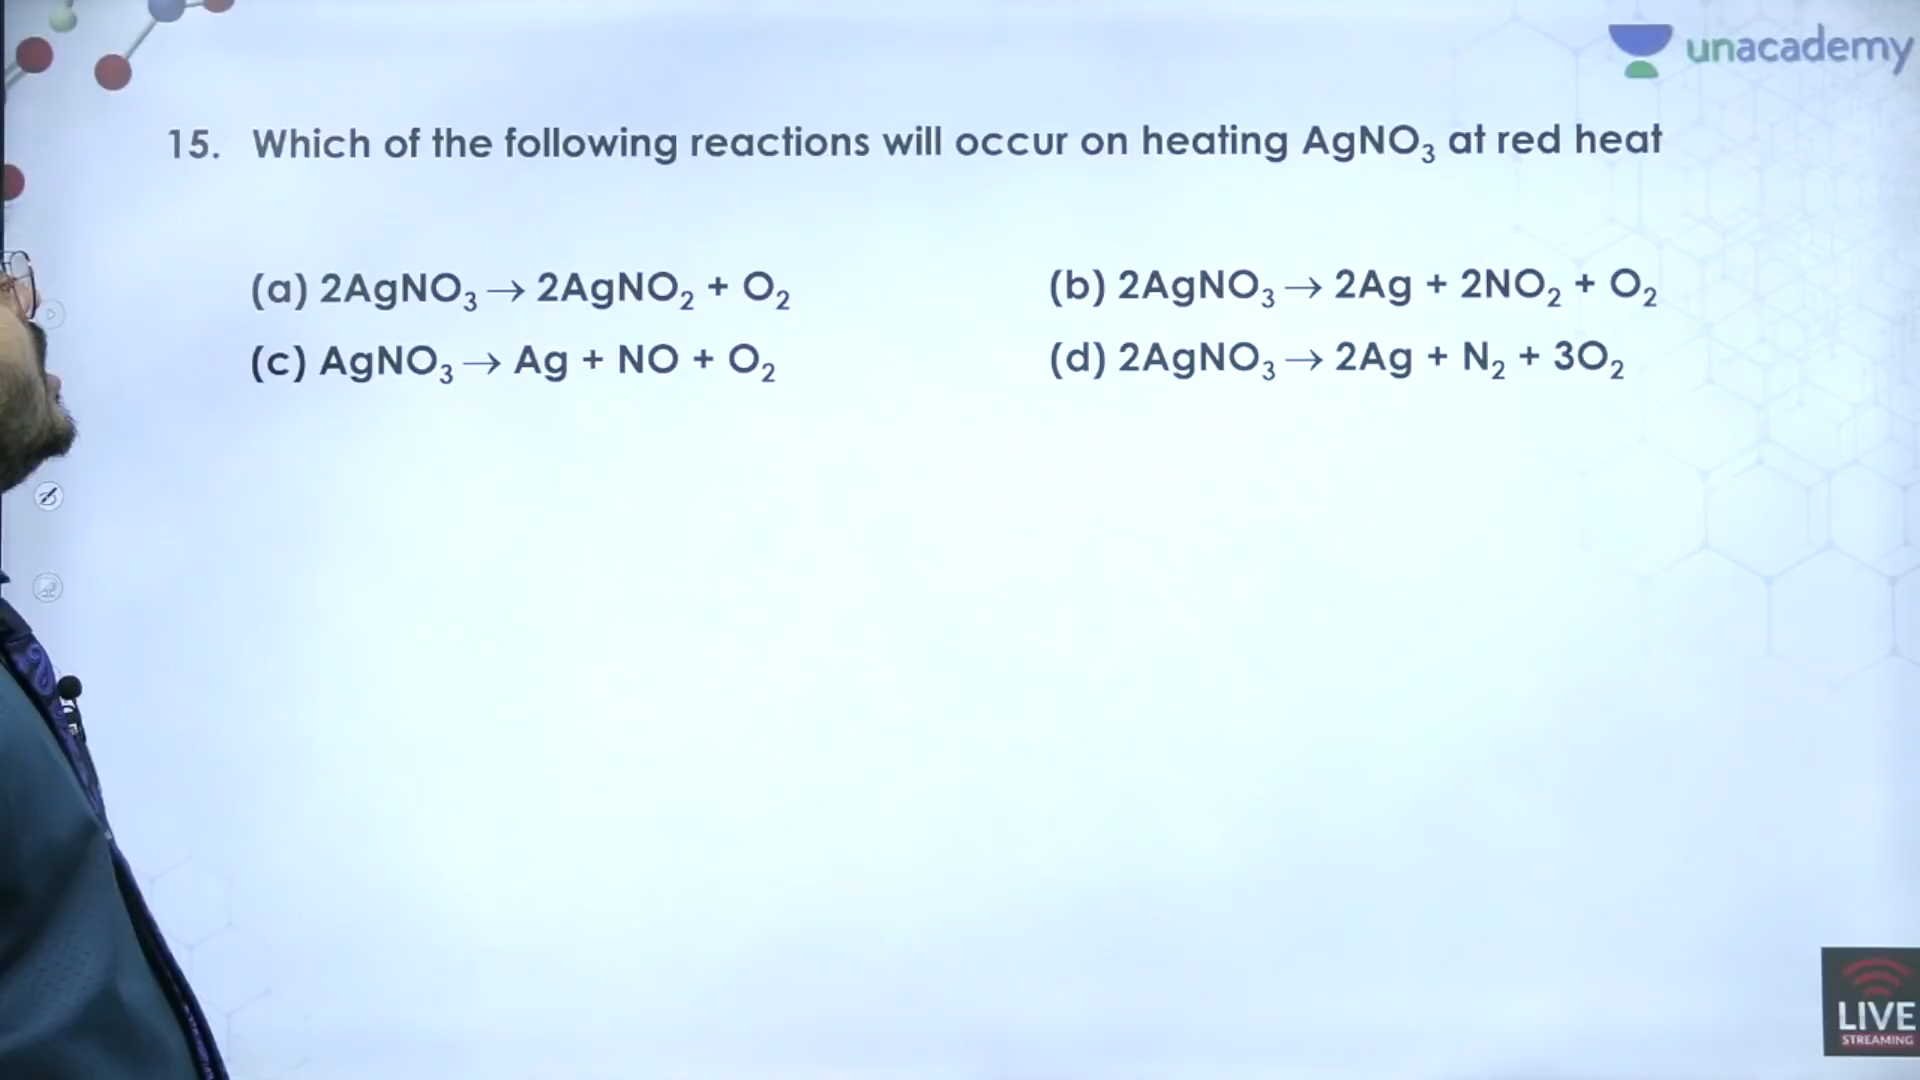 unacademy
15. Which of the following reactions will occur on heating AgNO₃ at red heat
(a) 2AgNO₃ → 2AgNO₂ + O₂
(b) 2AgNO₃ → 2Ag + 2NO₂ + O₂
(c) AgNO₃ → Ag + NO + O₂
(d) 2AgNO₃ → 2Ag + N₂ + 3O₂
LIVE
STREAMING